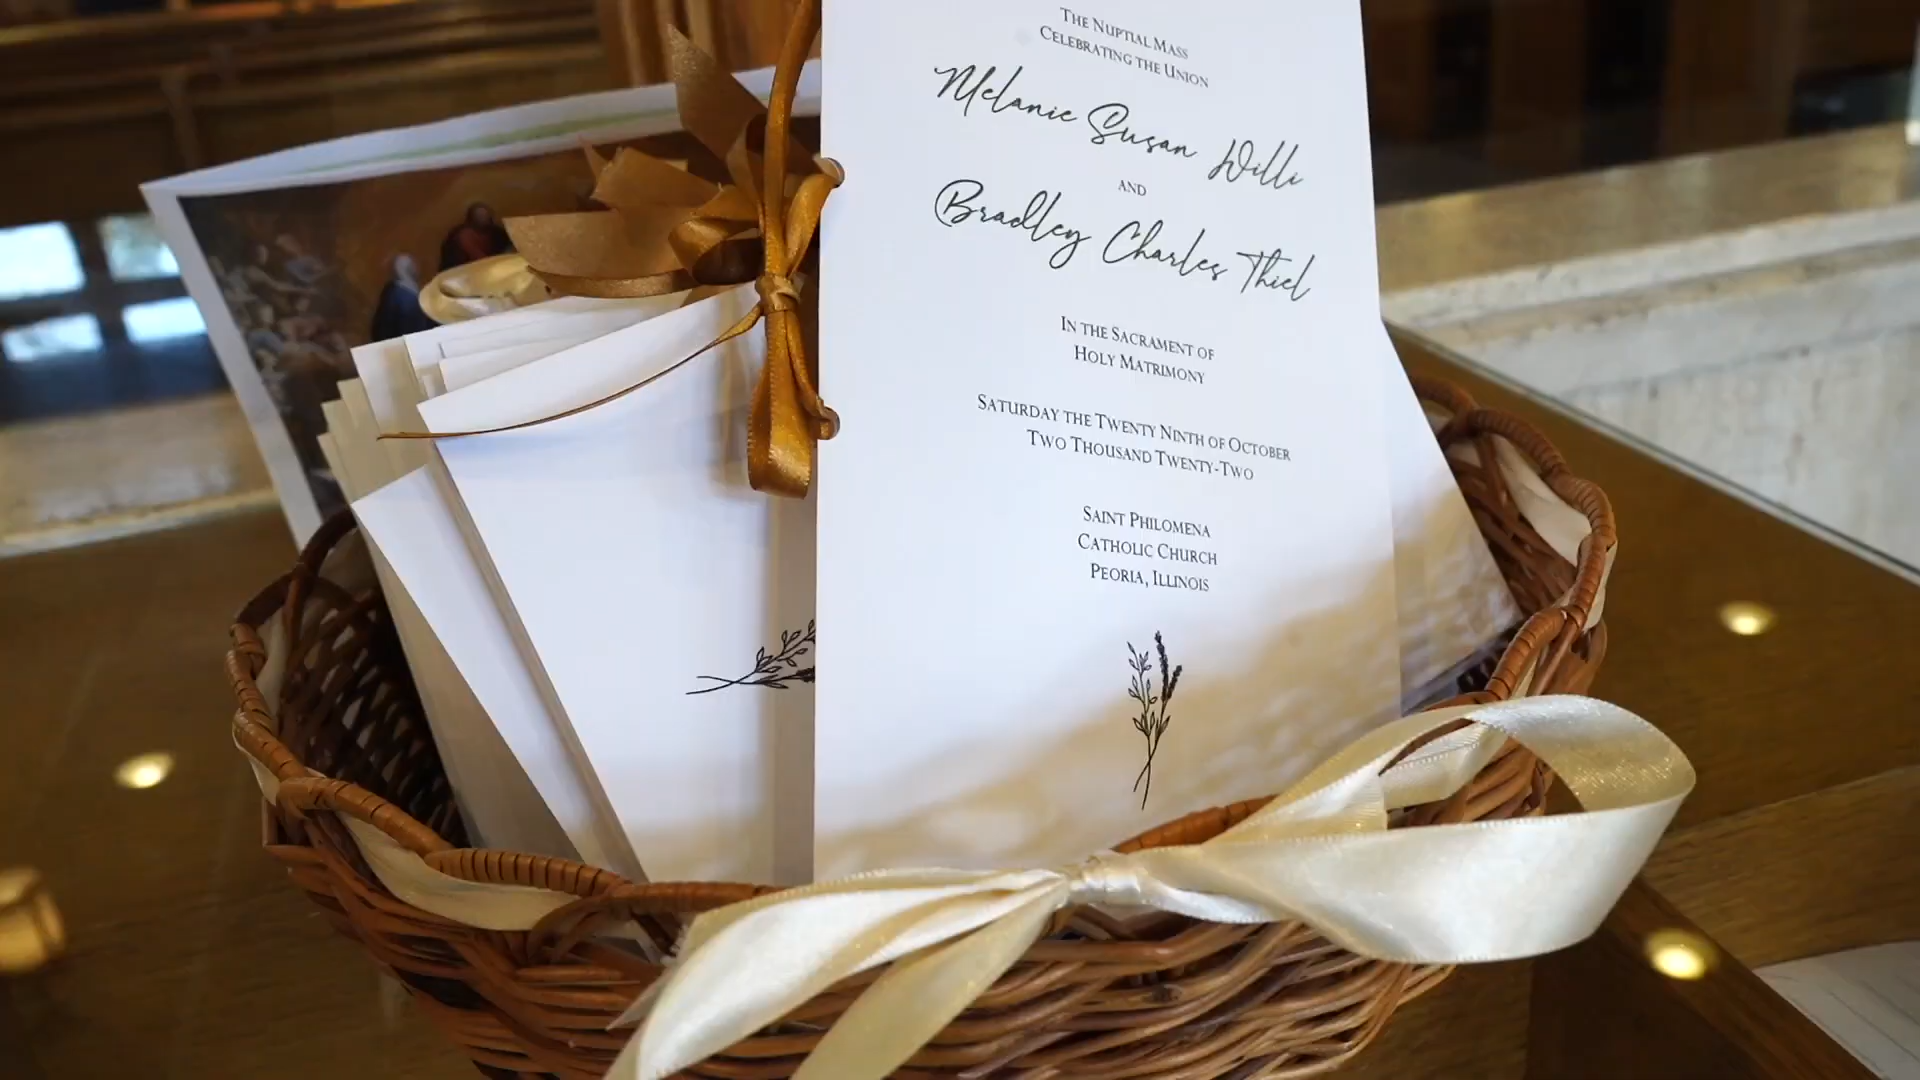 The Nuptial Mass
Celebrating the Union
Melanie Susan Willi
and
Bradley Charles Thiel
In the Sacrament of
Holy Matrimony
Saturday the Twenty Ninth of October
Two Thousand Twenty-Two
Saint Philomena
Catholic Church
Peoria, Illinois